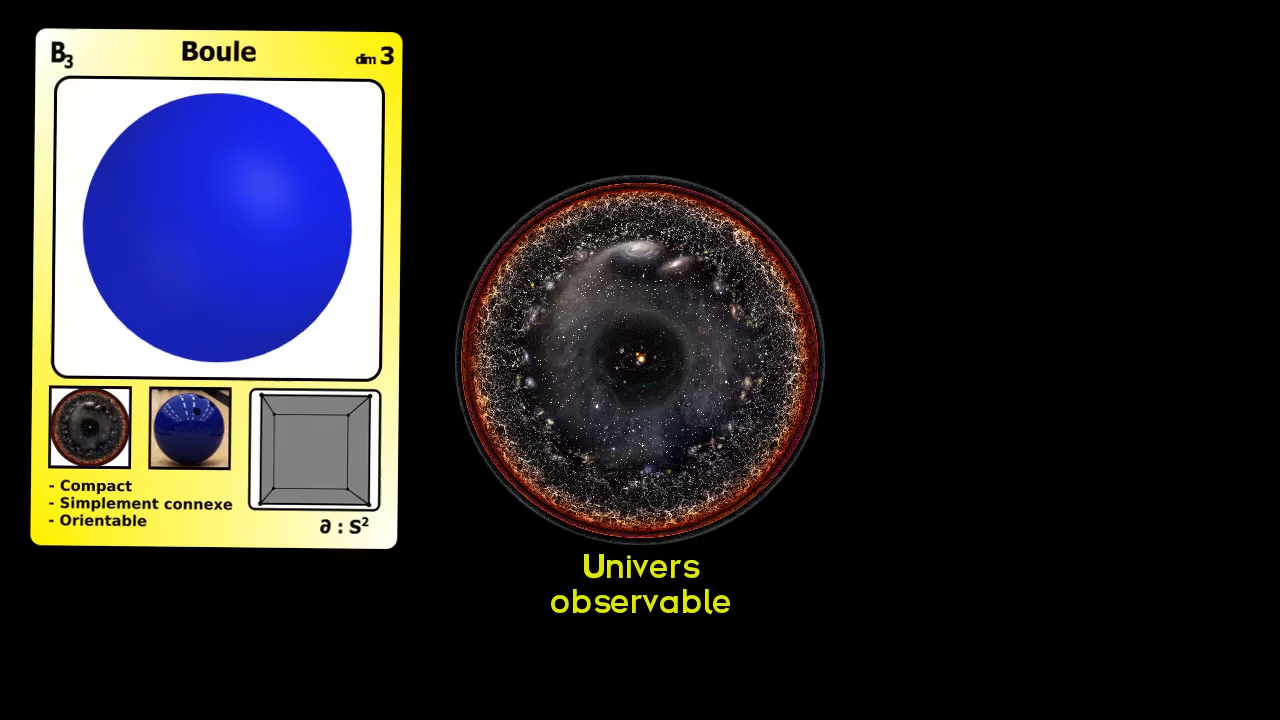 B₃ Boule dim 3
- Compact
- Simplement connexe
- Orientable
∂ : S²
Univers
observable